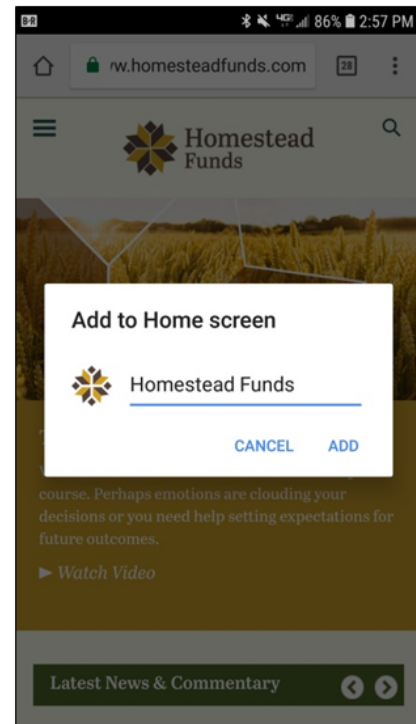 B·R 4G 86% 2:57 PM
w.homesteadfunds.com 28
Homestead
Funds
Add to Home screen
Homestead Funds
CANCEL ADD
course. Perhaps emotions are clouding your
decisions or you need help setting expectations for
future outcomes.
► Watch Video
Latest News & Commentary